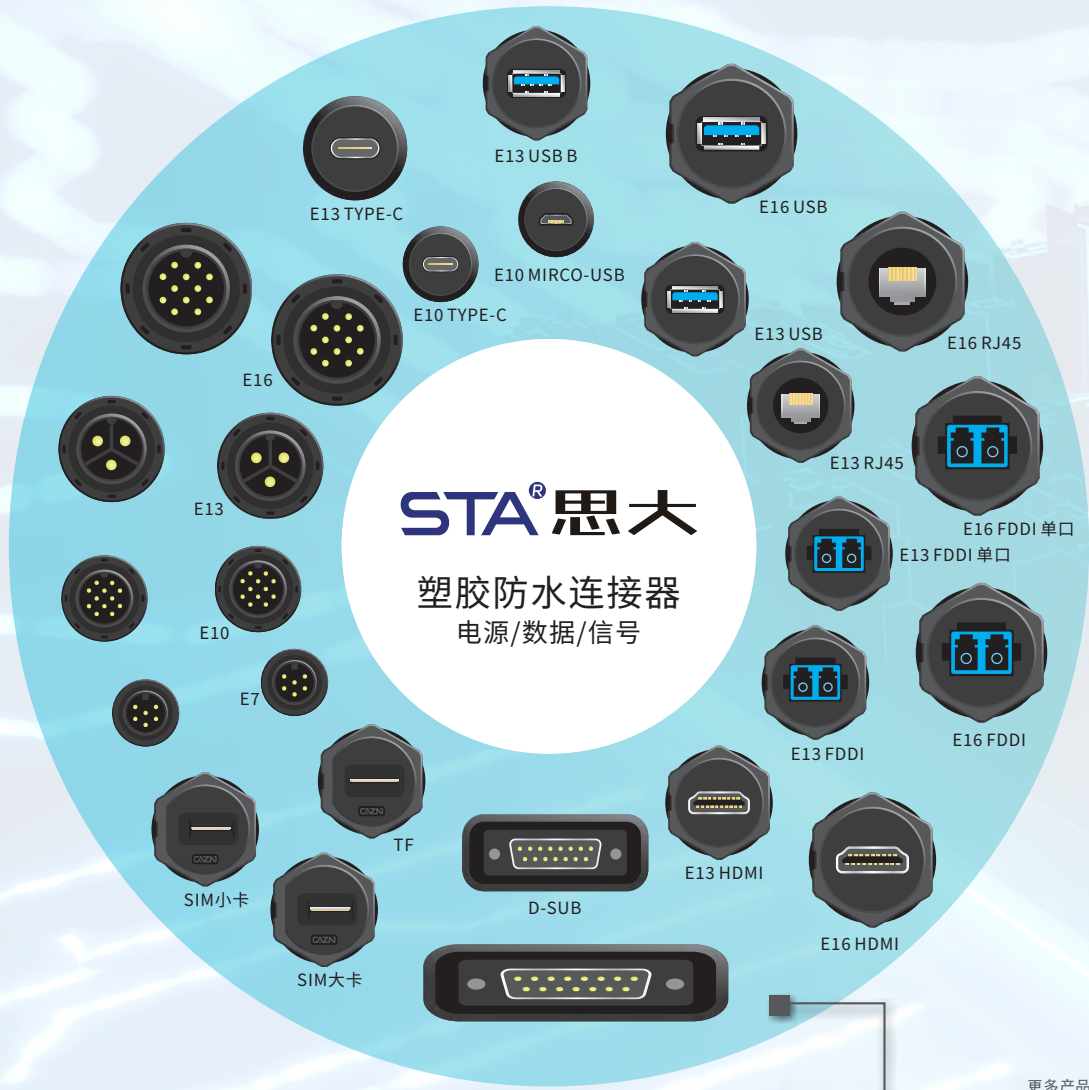 E13 USB B
E16 USB
E13 TYPE-C
E10 MIRCO-USB
E10 TYPE-C
E13 USB
E16 RJ45
E16
E13 RJ45
E13
STA® 思大
E16 FDDI 单口
E13 FDDI 单口
塑胶防水连接器
电源/数据/信号
E10
E7
E16 FDDI
E13 FDDI
CAZN
TF
CAZN
E13 HDMI
SIM小卡
D-SUB
CAZN
E16 HDMI
SIM大卡
更多产品